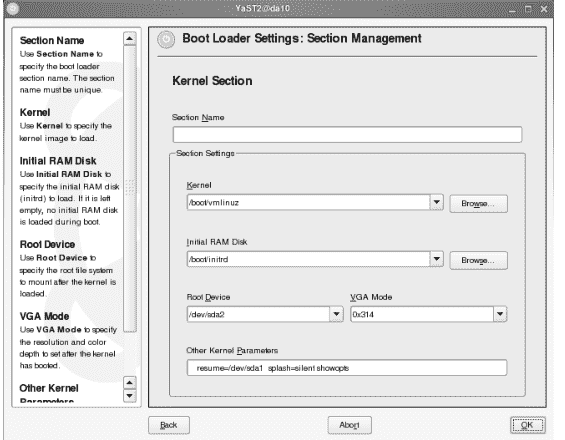 YaST2@da10
Section Name
Use Section Name to
specify the boot loader
section name. The section
name must be unique.
Kernel
Use Kernel to specify the
kernel image to load.
Initial RAM Disk
Use Initial RAM Disk to
specify the initial RAM disk
(initrd) to load. If it is left
empty, no initial RAM disk
is loaded during boot.
Root Device
Use Root Device to
specify the root file system
to mount after the kernel is
loaded.
VGA Mode
Use VGA Mode to specify
the resolution and color
depth to set after the kernel
has booted.
Other Kernel
Parameters
Boot Loader Settings: Section Management
Kernel Section
Section Name
Section Settings
Kernel
/boot/vmlinuz
Browse...
Initial RAM Disk
/boot/initrd
Browse...
Root Device
VGA Mode
/dev/sda2
0x314
Other Kernel Parameters
resume=/dev/sda1 splash=silent showopts
Back
Abort
OK